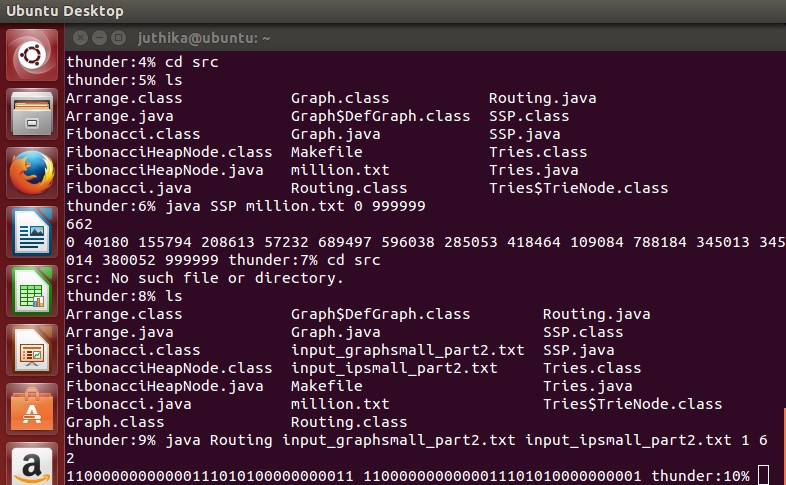 Ubuntu Desktop
juthika@ubuntu: ~
thunder:4% cd src
thunder:5% ls
Arrange.class Graph.class Routing.java
Arrange.java Graph$DefGraph.class SSP.class
Fibonacci.class Graph.java SSP.java
FibonacciHeapNode.class Makefile Tries.class
FibonacciHeapNode.java million.txt Tries.java
Fibonacci.java Routing.class Tries$TrieNode.class
thunder:6% java SSP million.txt 0 999999
662
0 40180 155794 208613 57232 689497 596038 285053 418464 109084 788184 345013 345
014 380052 999999 thunder:7% cd src
src: No such file or directory.
thunder:8% ls
Arrange.class Graph$DefGraph.class Routing.java
Arrange.java Graph.java SSP.class
Fibonacci.class input_graphsmall_part2.txt SSP.java
FibonacciHeapNode.class input_ipsmall_part2.txt Tries.class
FibonacciHeapNode.java Makefile Tries.java
Fibonacci.java million.txt Tries$TrieNode.class
Graph.class Routing.class
thunder:9% java Routing input_graphsmall_part2.txt input_ipsmall_part2.txt 1 6
2
11000000000000111010100000000011 1100000000000011101010000000001 thunder:10%